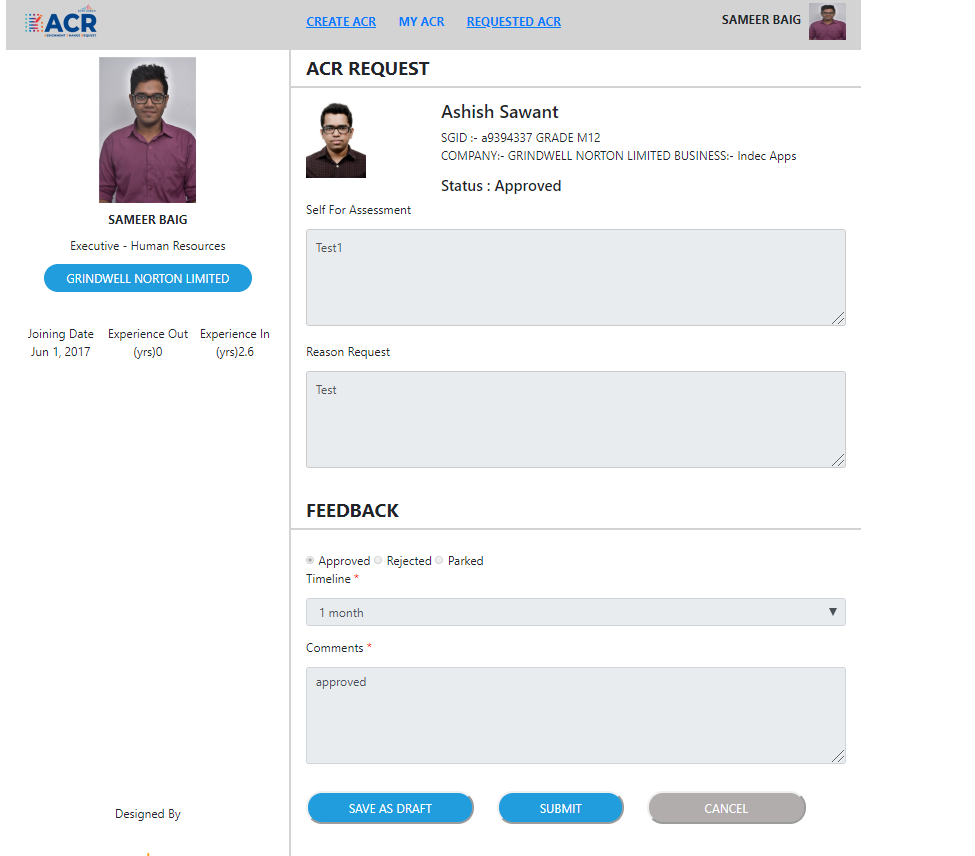 ACR
CREATE ACR MY ACR REQUESTED ACR SAMEER BAIG
SAMEER BAIG
Executive - Human Resources
GRINDWELL NORTON LIMITED
Joining Date Experience Out Experience In
Jun 1, 2017 (yrs)0 (yrs)2.6
Designed By
ACR REQUEST
Ashish Sawant
SGID :- a9394337 GRADE M12
COMPANY:- GRINDWELL NORTON LIMITED BUSINESS:- Indec Apps
Status : Approved
Self For Assessment
Test1
Reason Request
Test
FEEDBACK
Approved Rejected Parked
Timeline *
1 month
Comments *
approved
SAVE AS DRAFT SUBMIT CANCEL